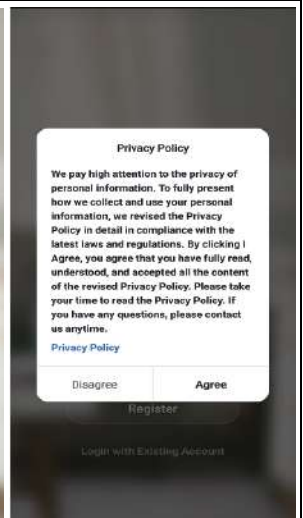 Privacy Policy
We pay high attention to the privacy of
personal information. To fully present
how we collect and use your personal
information, we revised the Privacy
Policy in detail in compliance with the
latest laws and regulations. By clicking I
Agree, you agree that you have fully read,
understood, and accepted all the content
of the revised Privacy Policy. Please take
your time to read the Privacy Policy. If
you have any questions, please contact
us anytime.
Privacy Policy
Disagree Agree
Register
Login with Existing Account